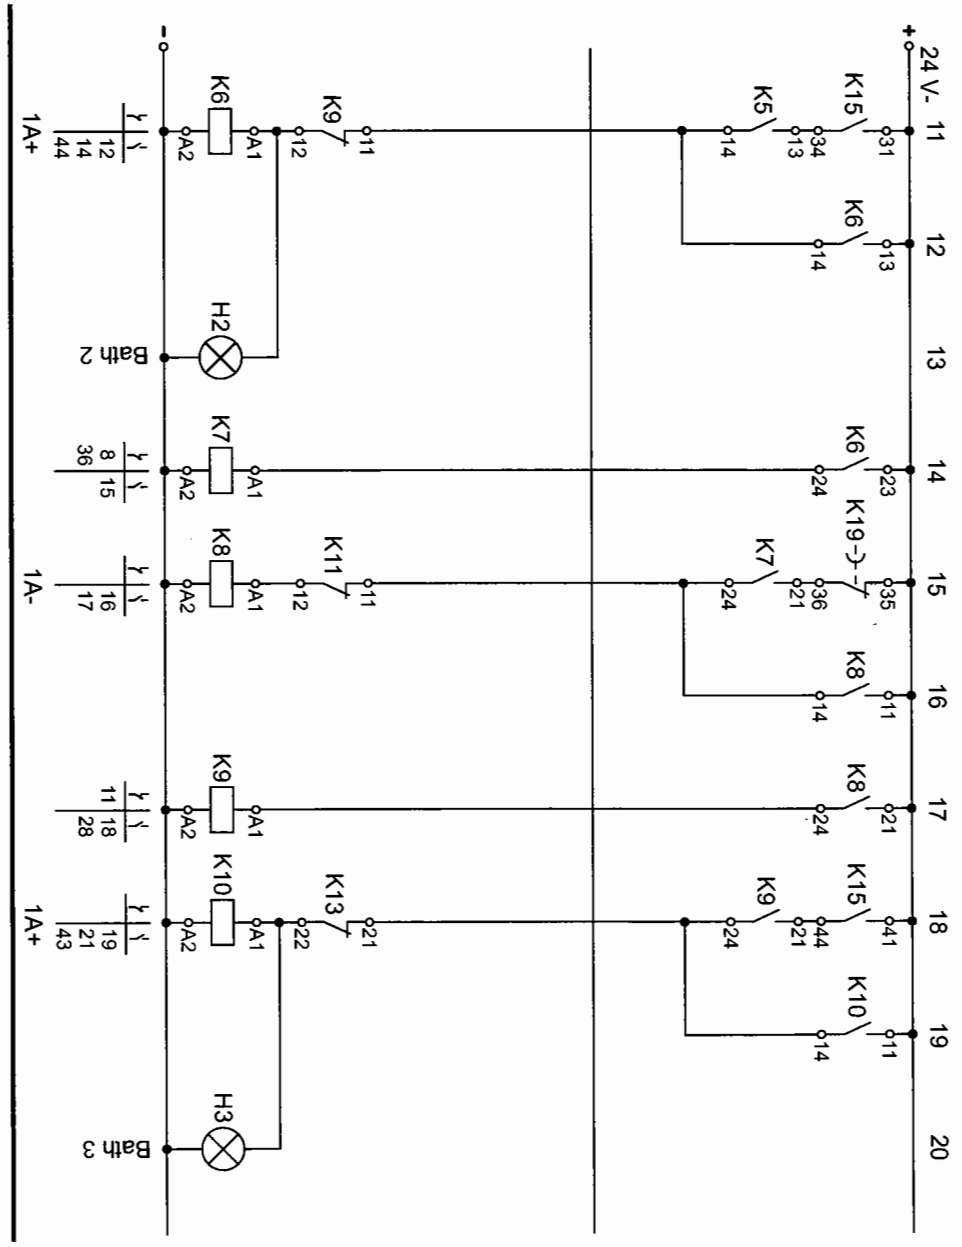 24 V-
11 12 13 14 15 16 17 18 19 20
+
31 13 23 35 11 21 41 11
K15 K6 K6 K19 K8 K8 K15 K10
34 14 24 36 14 24 44 14
13 21 21
K5 K7 K9
14 24 24
11 11 21
K9 K11 K13
12 12 22
A1 A1 A1 A1 A1
K6 H2 K7 K8 K9 K10 H3
A2 A2 A2 A2 A2
-
Bath 2 Bath 3
12 8 15 16 11 18 19
14 36 17 28 21
44 43
1A+ 1A- 1A+